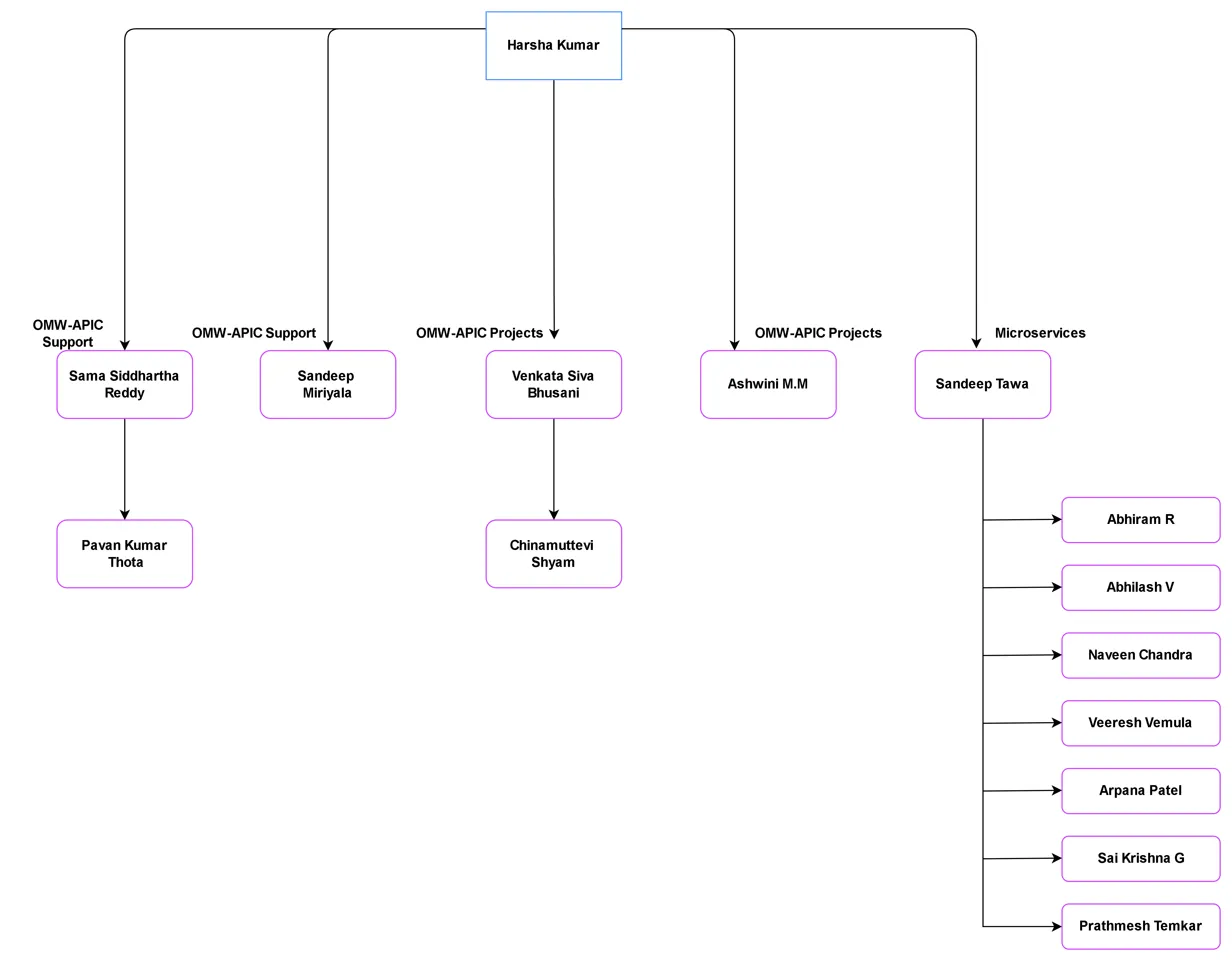 Harsha Kumar
OMW-APIC
Support
OMW-APIC Support
OMW-APIC Projects
OMW-APIC Projects
Microservices
Sama Siddhartha
Reddy
Sandeep
Miriyala
Venkata Siva
Bhusani
Ashwini M.M
Sandeep Tawa
Pavan Kumar
Thota
Chinamuttevi
Shyam
Abhiram R
Abhilash V
Naveen Chandra
Veeresh Vemula
Arpana Patel
Sai Krishna G
Prathmesh Temkar